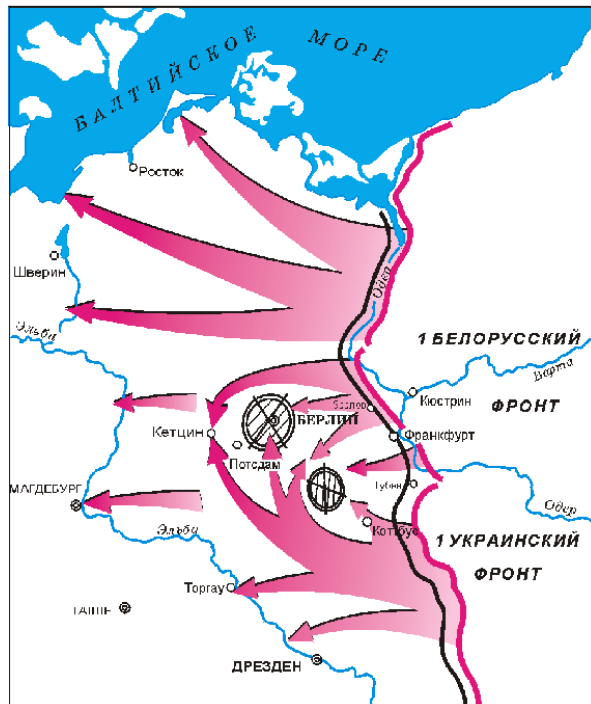 БАЛТИЙСКОЕ МОРЕ
Росток
Шверин
Одер
Эльба
1 БЕЛОРУССКИЙ
Варта
Кюстрин
ФРОНТ
БЕРЛИН
Кетцин
Франкфурт
Потсдам
Губен
МАГДЕБУРГ
Одер
Эльба
Коттбус
1 УКРАИНСКИЙ
ФРОНТ
Торгау
ДРЕЗДЕН